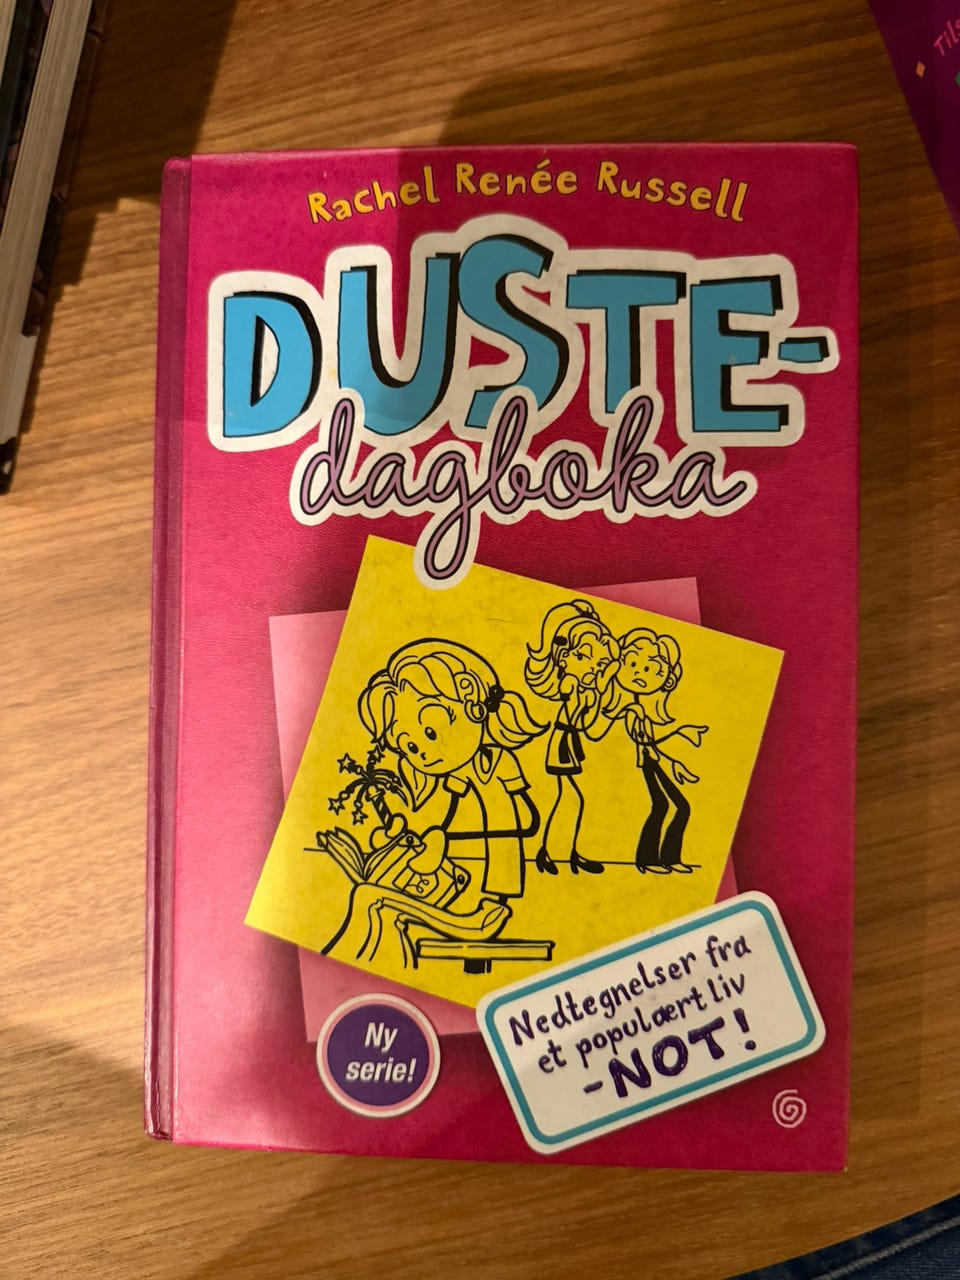 Rachel Renée Russell
DUSTE-
dagboka
Nedtegnelser fra
et populært liv
-NOT!
Ny
serie!